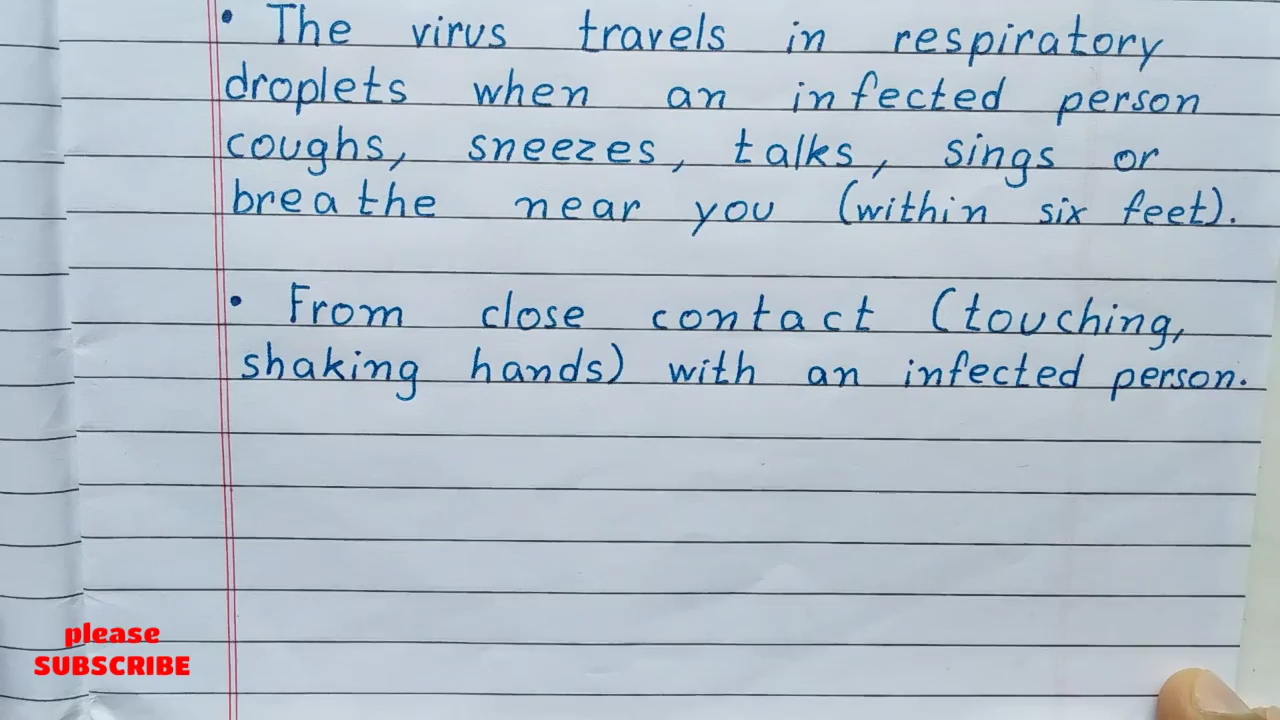 • The virus travels in respiratory
droplets when an infected person
coughs, sneezes, talks, sings or
breathe near you (within six feet).
• From close contact (touching,
shaking hands) with an infected person.
please
SUBSCRIBE